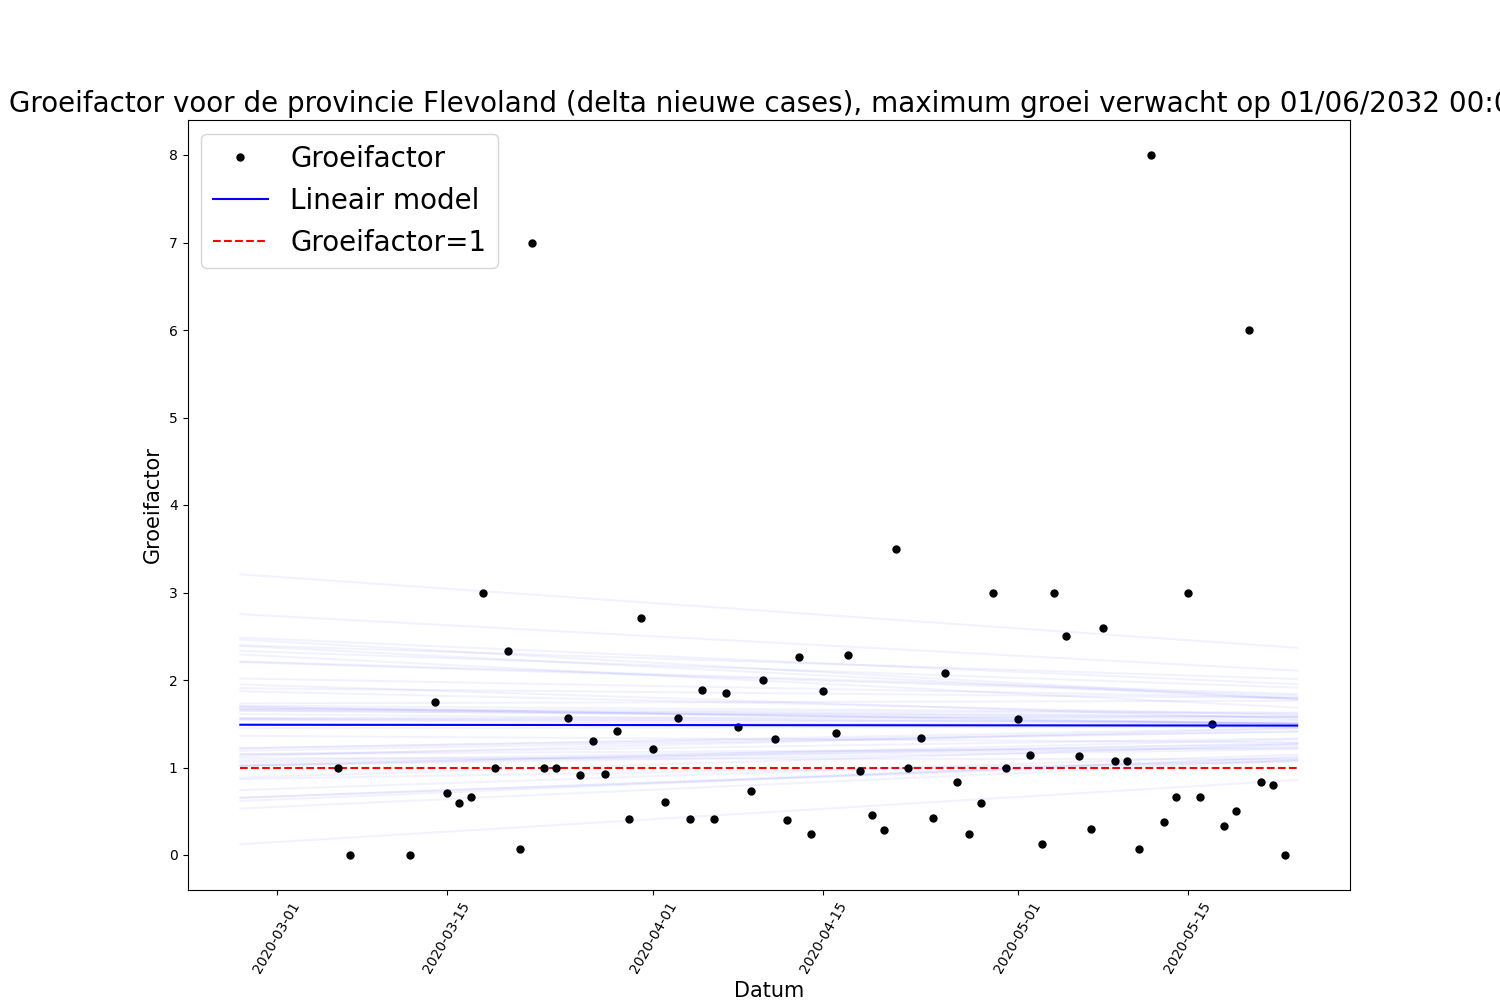 Groeifactor voor de provincie Flevoland (delta nieuwe cases), maximum groei verwacht op 01/06/2032 00:0
Groeifactor
Lineair model
Groeifactor=1
8
7
6
5
4
3
2
1
0
Groeifactor
2020-03-01
2020-03-15
2020-04-01
2020-04-15
2020-05-01
2020-05-15
Datum